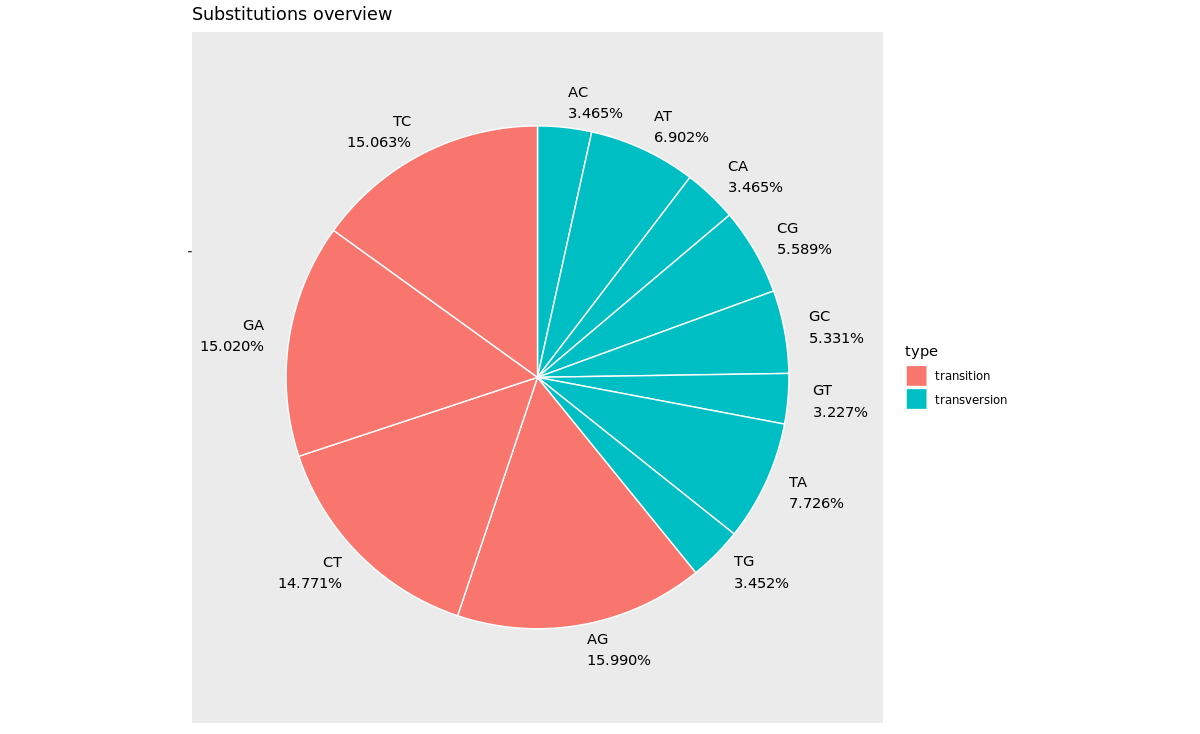 Substitutions overview
AC
3.465%
AT
6.902%
CA
3.465%
CG
5.589%
GC
5.331%
GT
3.227%
TA
7.726%
TG
3.452%
AG
15.990%
CT
14.771%
GA
15.020%
TC
15.063%
type
transition
transversion